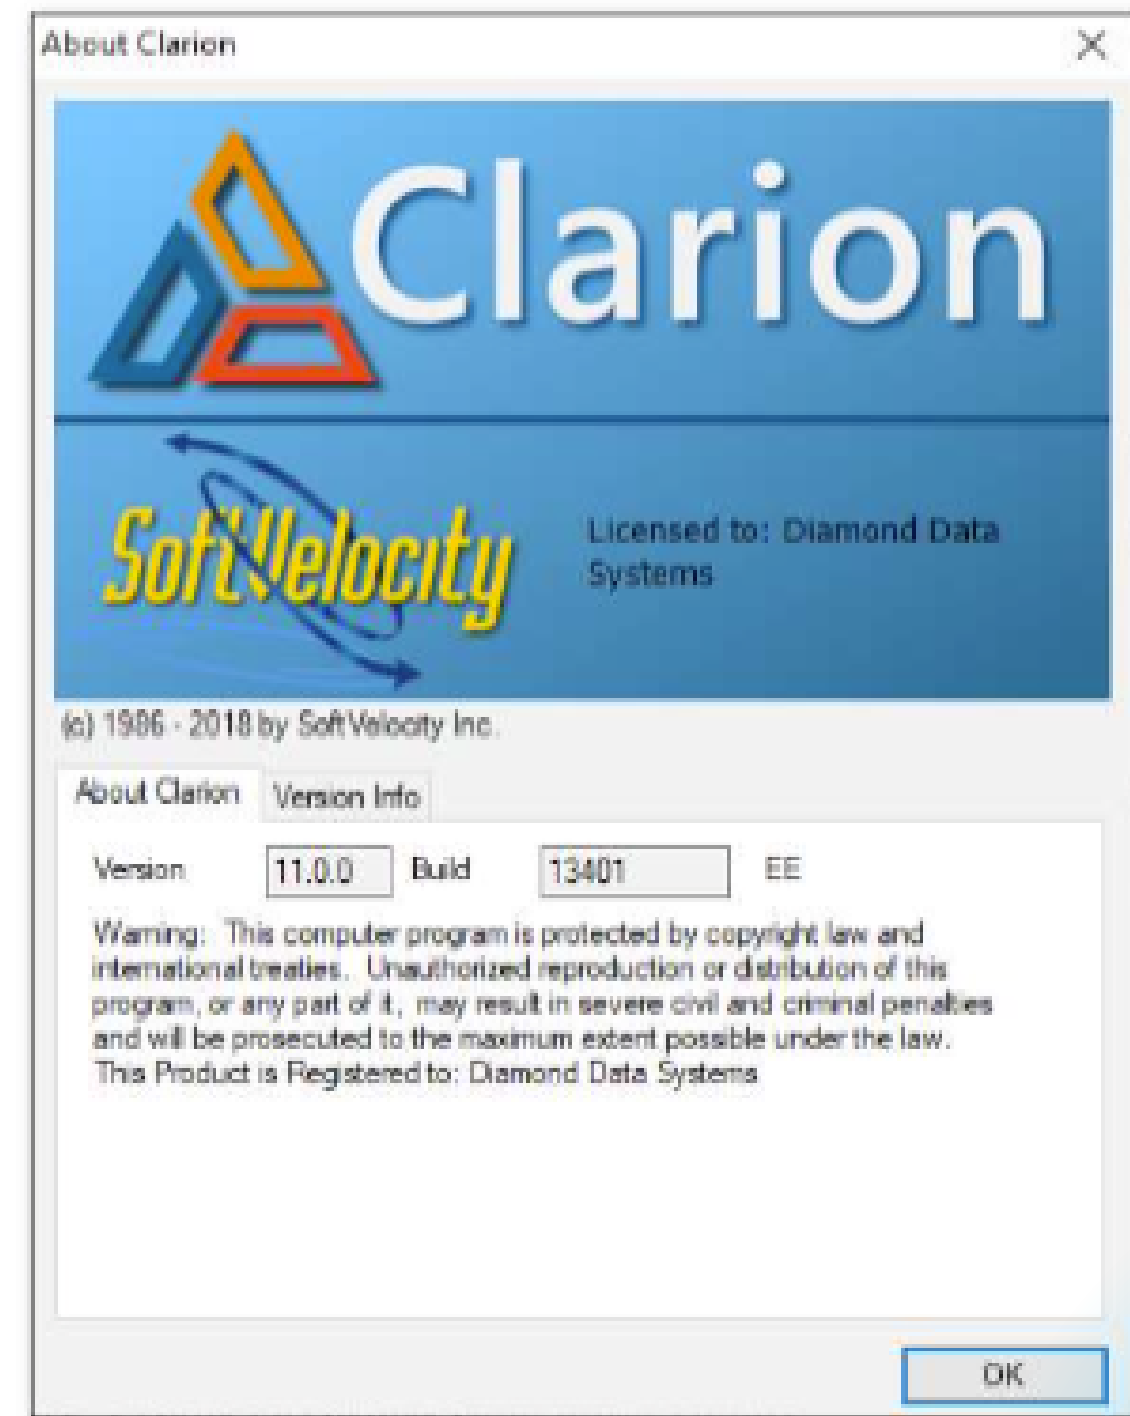 About Clarion
Clarion
SoftVelocity
Licensed to: Diamond Data
Systems
(c) 1986 - 2018 by SoftVelocity Inc.
About Clarion Version Info
Version 11.0.0 Build 13401 EE
Warning: This computer program is protected by copyright law and
international treaties. Unauthorized reproduction or distribution of this
program, or any part of it, may result in severe civil and criminal penalties
and will be prosecuted to the maximum extent possible under the law.
This Product is Registered to: Diamond Data Systems
OK